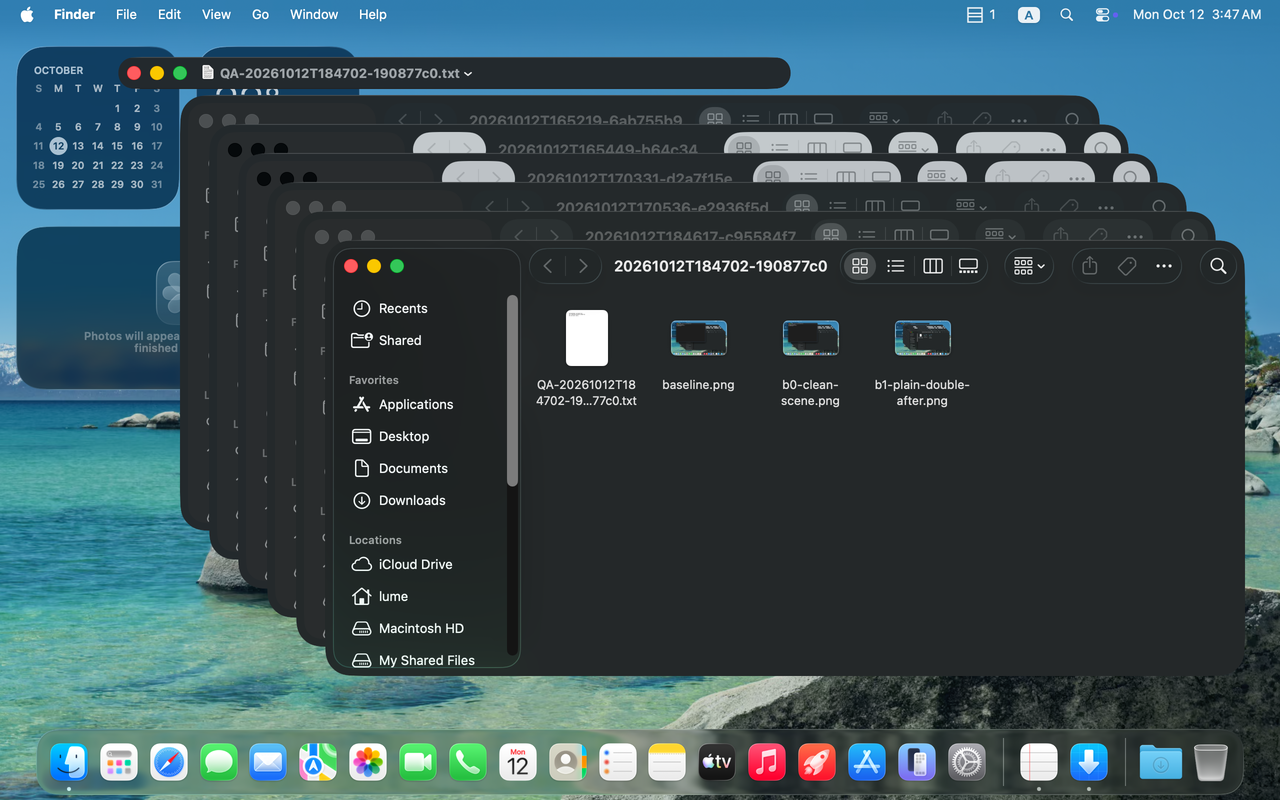 Finder File Edit View Go Window Help 1 A Mon Oct 12 3:47 AM
OCTOBER
S M T W T F S
1 2 3
4 5 6 7 8 9 10
11 12 13 14 15 16 17
18 19 20 21 22 23 24
25 26 27 28 29 30 31
Photos will appea
finished
QA-20261012T184702-190877c0.txt
20261012T165219-6ab755b9
20261012T165449-b64c34
20261012T170331-d2a7f15e
20261012T170536-e2936f5d
20261012T184617-c95584f7
20261012T184702-190877c0
Recents
Shared
Favorites
Applications
Desktop
Documents
Downloads
Locations
iCloud Drive
lume
Macintosh HD
My Shared Files
QA-20261012T18
4702-19...77c0.txt
baseline.png
b0-clean-
scene.png
b1-plain-double-
after.png
Mon
12
tv